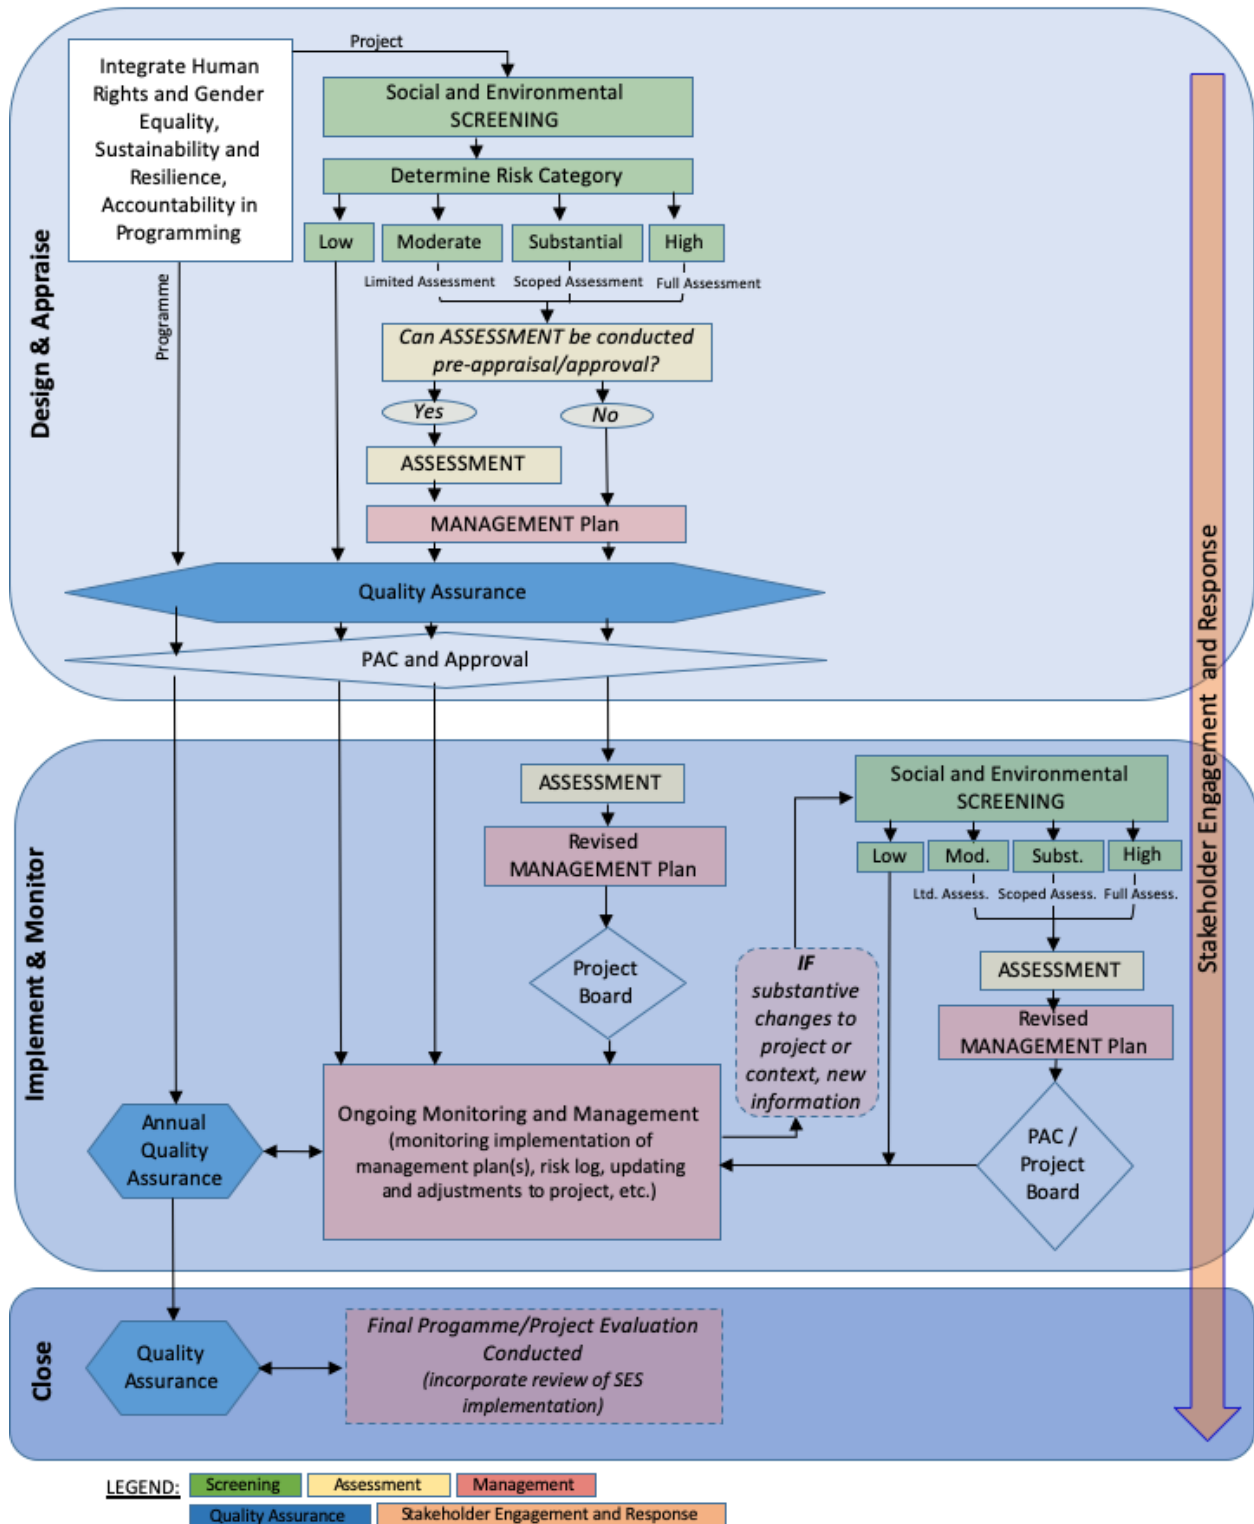 Project
Integrate Human
Rights and Gender
Equality,
Sustainability and
Resilience,
Accountability in
Programming
Social and Environmental
SCREENING
Determine Risk Category
Low
Moderate
Substantial
High
Limited Assessment
Scoped Assessment
Full Assessment
Programme
Can ASSESSMENT be conducted
pre-appraisal/approval?
Yes
No
ASSESSMENT
MANAGEMENT Plan
Quality Assurance
PAC and Approval
Design & Appraise
Stakeholder Engagement and Response
ASSESSMENT
Revised
MANAGEMENT Plan
Project
Board
Social and Environmental
SCREENING
Low
Mod.
Subst.
High
Ltd. Assess.
Scoped Assess.
Full Assess.
ASSESSMENT
Revised
MANAGEMENT Plan
IF
substantive
changes to
project or
context, new
information
PAC /
Project
Board
Annual
Quality
Assurance
Ongoing Monitoring and Management
(monitoring implementation of
management plan(s), risk log, updating
and adjustments to project, etc.)
Implement & Monitor
Close
Quality
Assurance
Final Progamme/Project Evaluation
Conducted
(incorporate review of SES
implementation)
LEGEND:
Screening
Assessment
Management
Quality Assurance
Stakeholder Engagement and Response